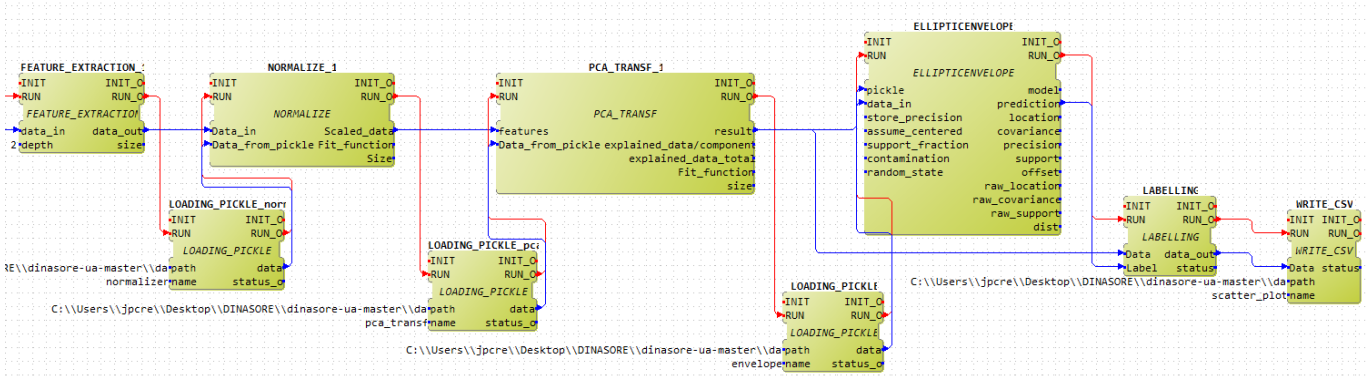 FEATURE_EXTRACTION_1
INIT INIT_O
RUN RUN_O
FEATURE_EXTRACTION
data_in data_out
2 depth size
NORMALIZE_1
INIT INIT_O
RUN RUN_O
NORMALIZE
Data_in Scaled_data
Data_from_pickle Fit_function
Size
LOADING_PICKLE_norm
INIT INIT_O
RUN RUN_O
LOADING_PICKLE
RE\\dinasore-ua-master\\da path data
normalizer name status_o
PCA_TRANSF_1
INIT INIT_O
RUN RUN_O
PCA_TRANSF
features result
Data_from_pickle explained_data/component
explained_data_total
Fit_function
size
LOADING_PICKLE_pca
INIT INIT_O
RUN RUN_O
LOADING_PICKLE
C:\\Users\\jpcre\\Desktop\\DINASORE\\dinasore-ua-master\\da path data
pca_transf name status_o
ELLIPTICENVELOPE
INIT INIT_O
RUN RUN_O
ELLIPTICENVELOPE
pickle model
data_in prediction
store_precision location
assume_centered covariance
support_fraction precision
contamination support
random_state offset
raw_location
raw_covariance
raw_support
dist
LOADING_PICKLE
INIT INIT_O
RUN RUN_O
LOADING_PICKLE
C:\\Users\\jpcre\\Desktop\\DINASORE\\dinasore-ua-master\\da path data
envelope name status_o
LABELLING
INIT INIT_O
RUN RUN_O
LABELLING
Data data_out
Label status
WRITE_CSV
INIT INIT_O
RUN RUN_O
WRITE_CSV
Data status
C:\\Users\\jpcre\\Desktop\\DINASORE\\dinasore-ua-master\\da path
scatter_plot name